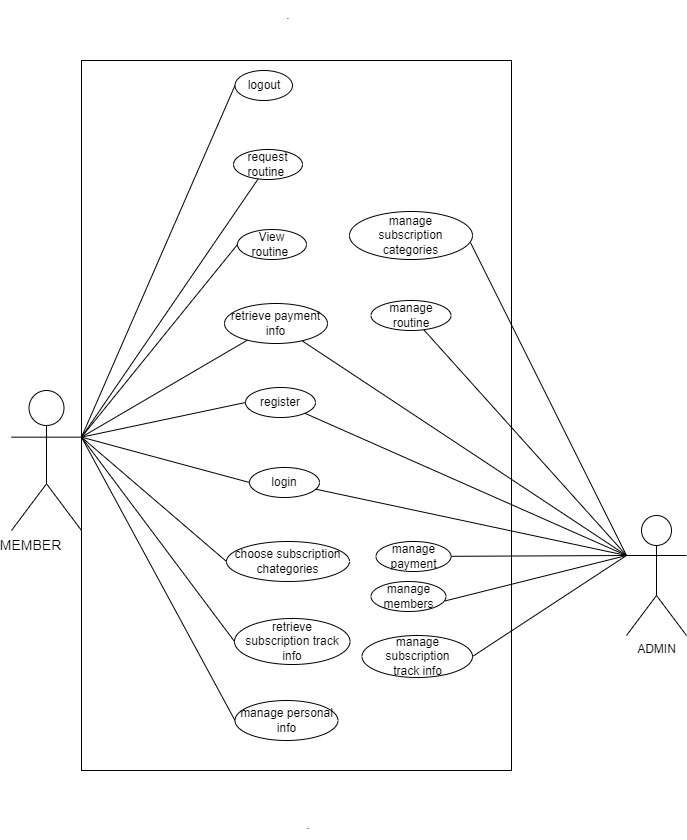 logout
request
routine
View
routine
manage
subscription
categories
retrieve payment
info
manage
routine
register
login
MEMBER
choose subscription
chategories
manage
payment
manage
members
retrieve
subscription track
info
manage
subscription
track info
ADMIN
manage personal
info